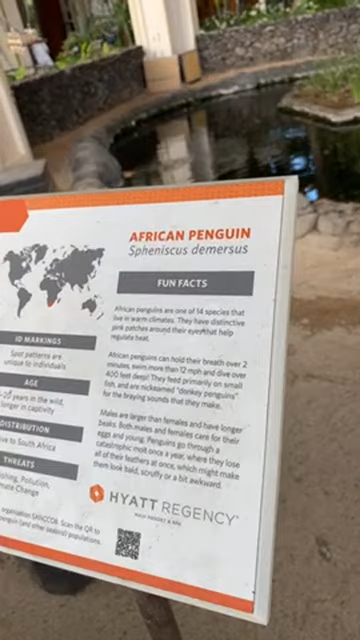 AFRICAN PENGUIN
Spheniscus demersus
FUN FACTS
African penguins are one of 14 species that
live in warm climates. They have distinctive
pink patches around their eyes that help
regulate heat.
African penguins can hold their breath over 2
minutes, swim more than 12 mph and dive over
400 feet deep! They feed primarily on small
fish, and are nicknamed "donkey penguins"
for the braying sounds that they make.
Males are larger than females and have longer
beaks. Both males and females care for their
eggs and young. Penguins go through a
catastrophic molt once a year, where they lose
all of their feathers at once, which might make
them look bald, scruffy or a bit awkward.
ID MARKINGS
Spot patterns are
unique to individuals
AGE
years in the wild,
longer in captivity
DISTRIBUTION
to South Africa
THREATS
Pollution,
Change
organization SANCCOB. Scan the QR to
penguin (and other seabird) populations.
HYATT REGENCY
MAUI RESORT & SPA